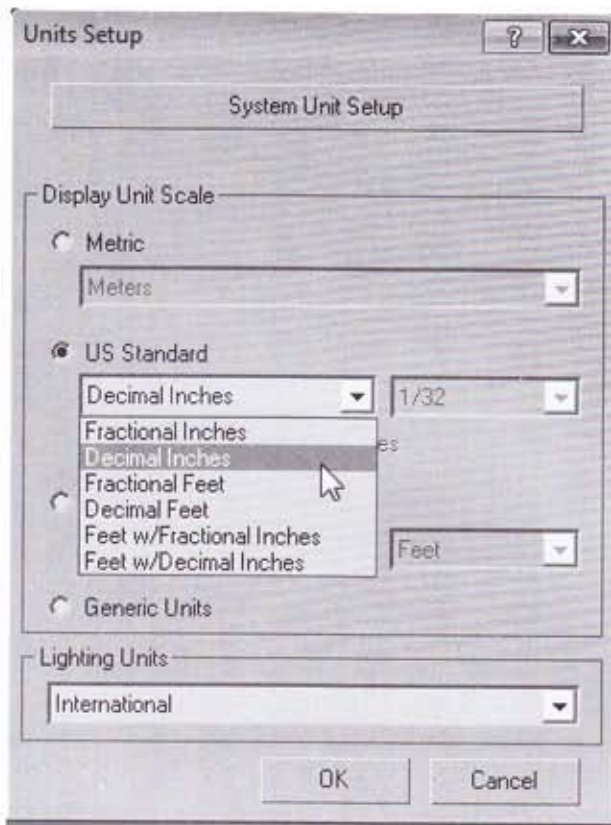 Units Setup
System Unit Setup
Display Unit Scale
Metric
Meters
US Standard
Decimal Inches 1/32
Fractional Inches
Decimal Inches es
Fractional Feet
Decimal Feet
Feet w/Fractional Inches Feet
Feet w/Decimal Inches
Generic Units
Lighting Units
International
OK Cancel